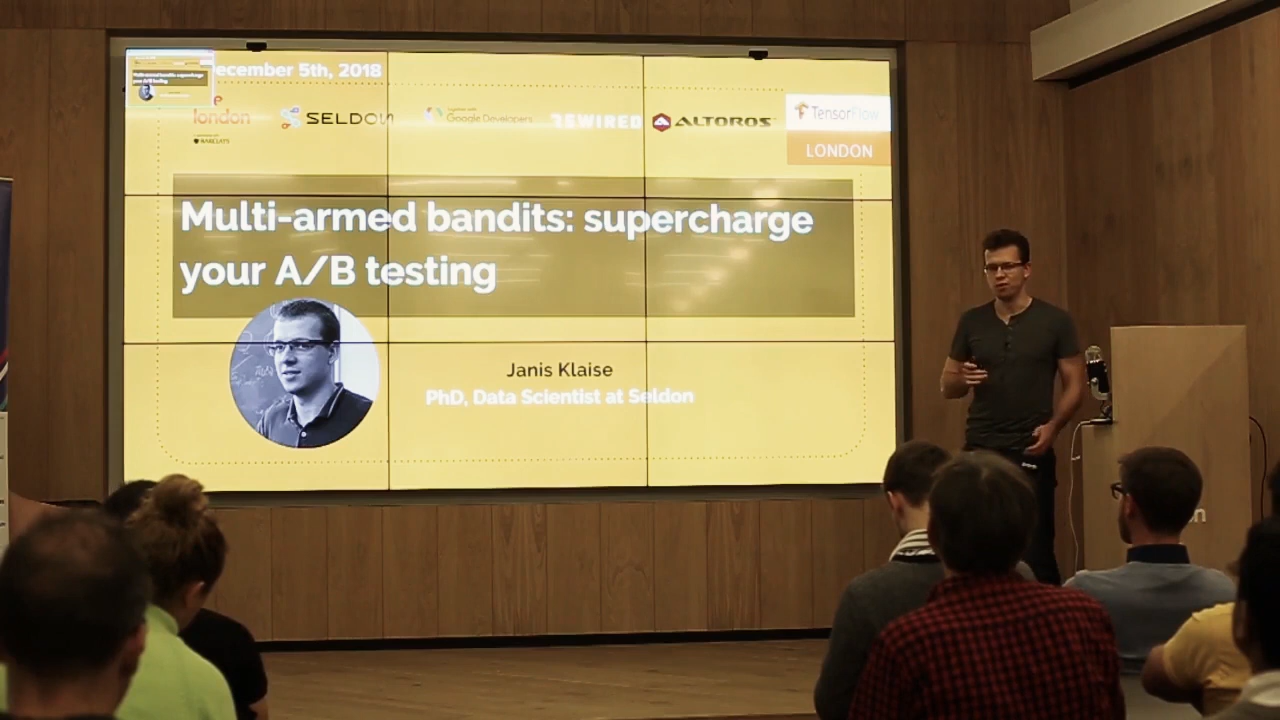 ecember 5th, 2018
london
BARCLAYS
SELDON
Google Developers
REWIRED
ALTOROS
TensorFlow
LONDON
Multi-armed bandits: supercharge
your A/B testing
Janis Klaise
PhD, Data Scientist at Seldon